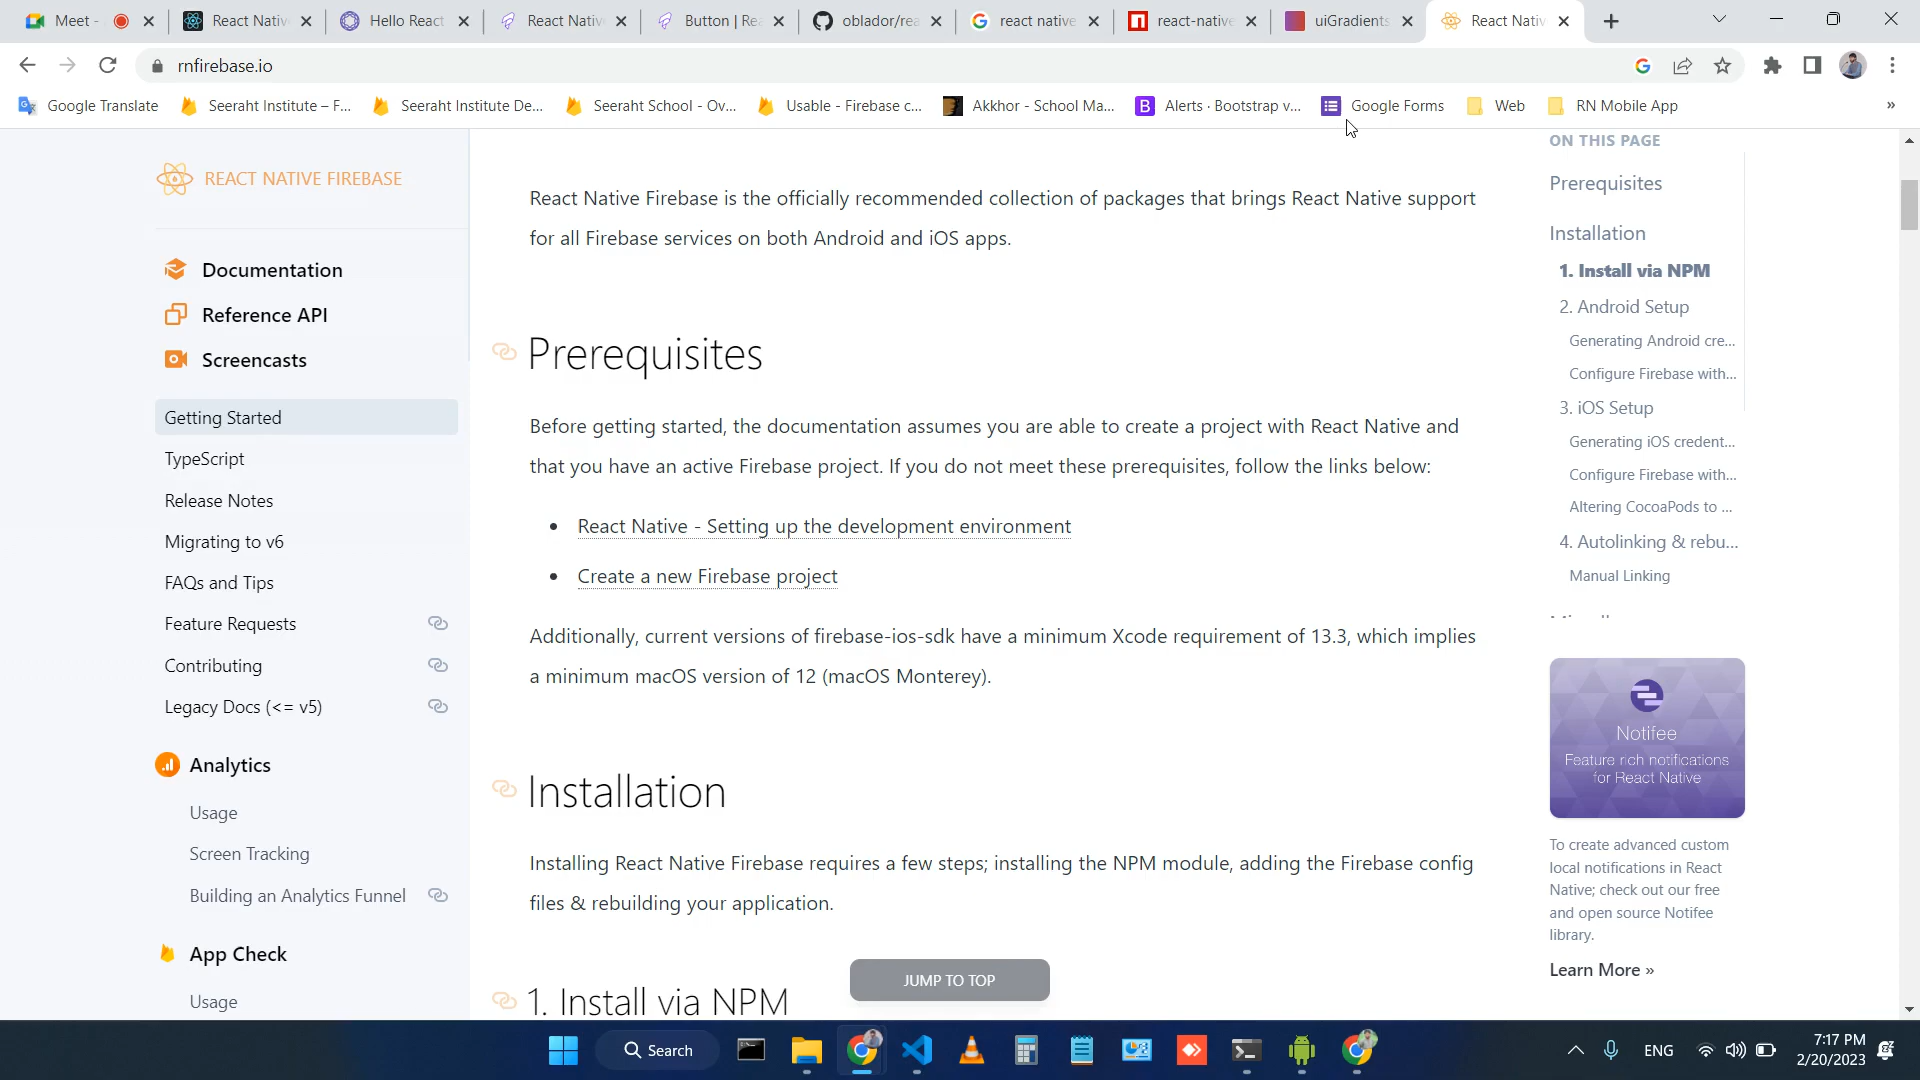 Meet -
React Nativ
Hello React
React Nativ
Button | Re
oblador/rea
react native
react-native
uiGradients
React Nativ
rnfirebase.io
Google Translate
Seeraht Institute – F...
Seeraht Institute De...
Seeraht School - Ov...
Usable - Firebase c...
Akkhor - School Ma...
Alerts · Bootstrap v...
Google Forms
Web
RN Mobile App
»
REACT NATIVE FIREBASE
Documentation
Reference API
Screencasts
Getting Started
TypeScript
Release Notes
Migrating to v6
FAQs and Tips
Feature Requests
Contributing
Legacy Docs (<= v5)
Analytics
Usage
Screen Tracking
Building an Analytics Funnel
App Check
Usage
React Native Firebase is the officially recommended collection of packages that brings React Native support
for all Firebase services on both Android and iOS apps.
Prerequisites
Before getting started, the documentation assumes you are able to create a project with React Native and
that you have an active Firebase project. If you do not meet these prerequisites, follow the links below:
• React Native - Setting up the development environment
• Create a new Firebase project
Additionally, current versions of firebase-ios-sdk have a minimum Xcode requirement of 13.3, which implies
a minimum macOS version of 12 (macOS Monterey).
Installation
Installing React Native Firebase requires a few steps; installing the NPM module, adding the Firebase config
files & rebuilding your application.
JUMP TO TOP
1. Install via NPM
ON THIS PAGE
Prerequisites
Installation
1. Install via NPM
2. Android Setup
Generating Android cre...
Configure Firebase with...
3. iOS Setup
Generating iOS credent...
Configure Firebase with...
Altering CocoaPods to ...
4. Autolinking & rebu...
Manual Linking
Notifee
Feature rich notifications
for React Native
To create advanced custom
local notifications in React
Native; check out our free
and open source Notifee
library.
Learn More »
Search
ENG
7:17 PM
2/20/2023